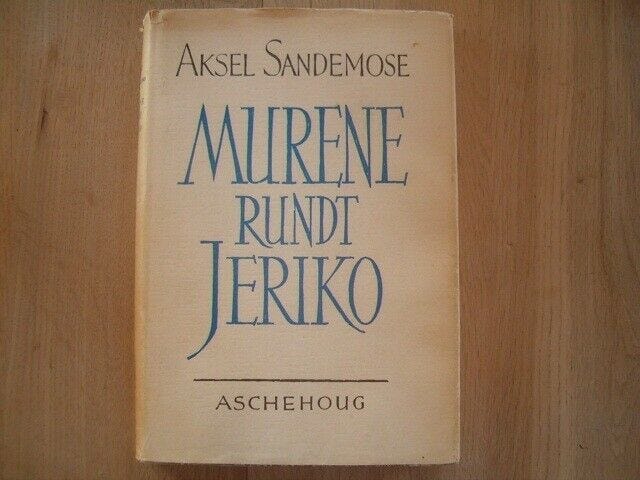 AKSEL SANDEMOSE
MURENE
RUNDT
JERIKO
ASCHEHOUG